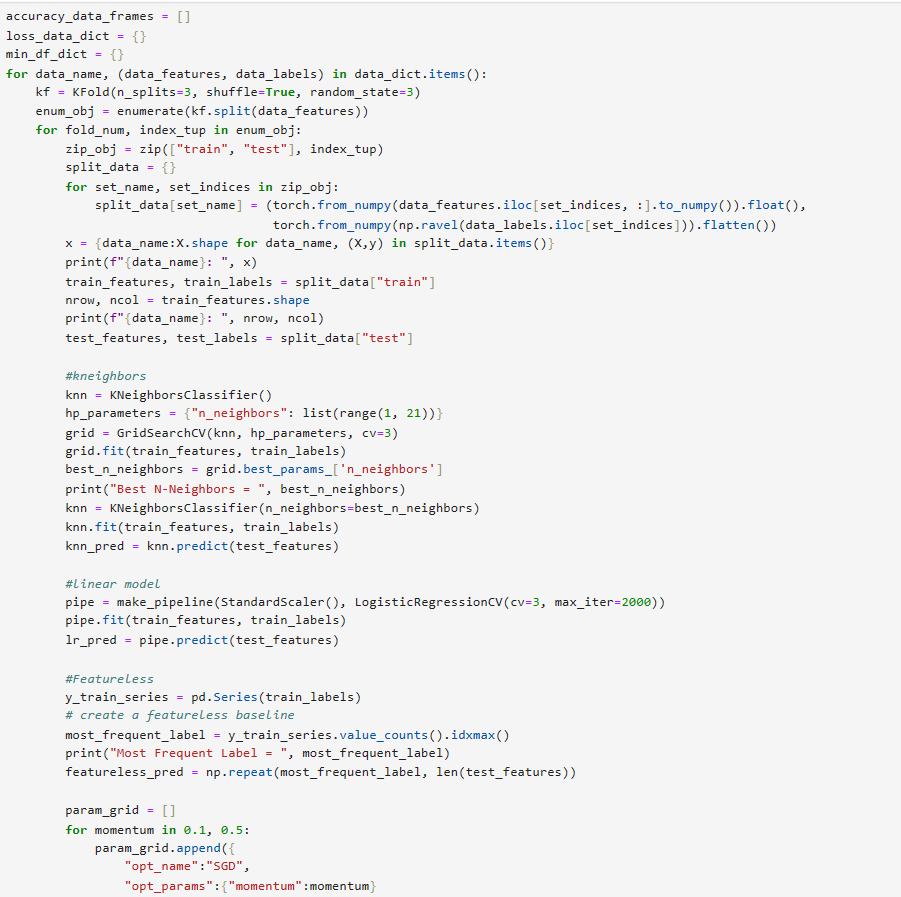 accuracy_data_frames = []
loss_data_dict = {}
min_df_dict = {}
for data_name, (data_features, data_labels) in data_dict.items():
    kf = KFold(n_splits=3, shuffle=True, random_state=3)
    enum_obj = enumerate(kf.split(data_features))
    for fold_num, index_tup in enum_obj:
        zip_obj = zip(["train", "test"], index_tup)
        split_data = {}
        for set_name, set_indices in zip_obj:
            split_data[set_name] = (torch.from_numpy(data_features.iloc[set_indices, :].to_numpy()).float(),
                                    torch.from_numpy(np.ravel(data_labels.iloc[set_indices])).flatten())
        x = {data_name:X.shape for data_name, (X,y) in split_data.items()}
        print(f"{data_name}: ", x)
        train_features, train_labels = split_data["train"]
        nrow, ncol = train_features.shape
        print(f"{data_name}: ", nrow, ncol)
        test_features, test_labels = split_data["test"]

        #kneighbors
        knn = KNeighborsClassifier()
        hp_parameters = {"n_neighbors": list(range(1, 21))}
        grid = GridSearchCV(knn, hp_parameters, cv=3)
        grid.fit(train_features, train_labels)
        best_n_neighbors = grid.best_params_['n_neighbors']
        print("Best N-Neighbors = ", best_n_neighbors)
        knn = KNeighborsClassifier(n_neighbors=best_n_neighbors)
        knn.fit(train_features, train_labels)
        knn_pred = knn.predict(test_features)

        #linear model
        pipe = make_pipeline(StandardScaler(), LogisticRegressionCV(cv=3, max_iter=2000))
        pipe.fit(train_features, train_labels)
        lr_pred = pipe.predict(test_features)

        #Featureless
        y_train_series = pd.Series(train_labels)
        # create a featureless baseline
        most_frequent_label = y_train_series.value_counts().idxmax()
        print("Most Frequent Label = ", most_frequent_label)
        featureless_pred = np.repeat(most_frequent_label, len(test_features))

        param_grid = []
        for momentum in 0.1, 0.5:
            param_grid.append({
                "opt_name":"SGD",
                "opt_params":{"momentum":momentum}